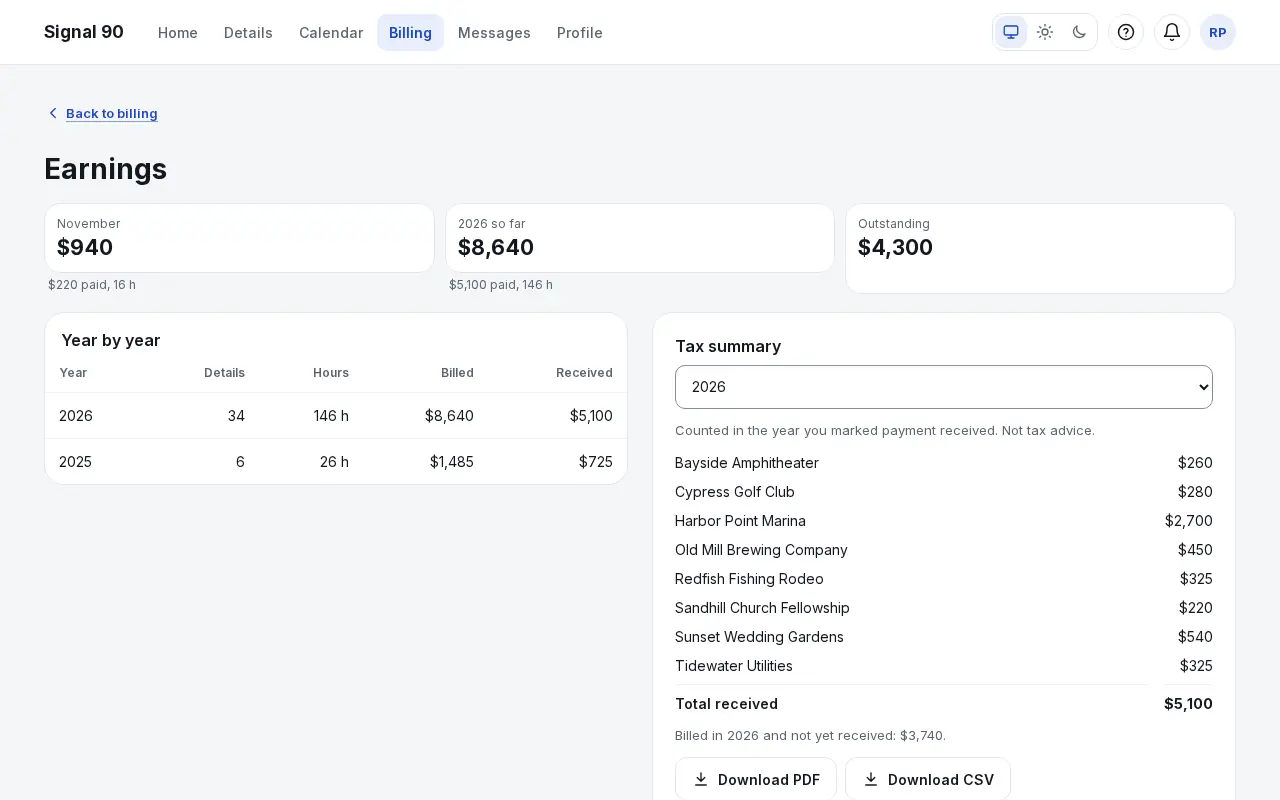 Signal 90
Home
Details
Calendar
Billing
Messages
Profile
RP
Back to billing
Earnings
November
$940
$220 paid, 16 h
2026 so far
$8,640
$5,100 paid, 146 h
Outstanding
$4,300
Year by year
Year Details Hours Billed Received
2026 34 146 h $8,640 $5,100
2025 6 26 h $1,485 $725
Tax summary
2026
Counted in the year you marked payment received. Not tax advice.
Bayside Amphitheater $260
Cypress Golf Club $280
Harbor Point Marina $2,700
Old Mill Brewing Company $450
Redfish Fishing Rodeo $325
Sandhill Church Fellowship $220
Sunset Wedding Gardens $540
Tidewater Utilities $325
Total received $5,100
Billed in 2026 and not yet received: $3,740.
Download PDF
Download CSV